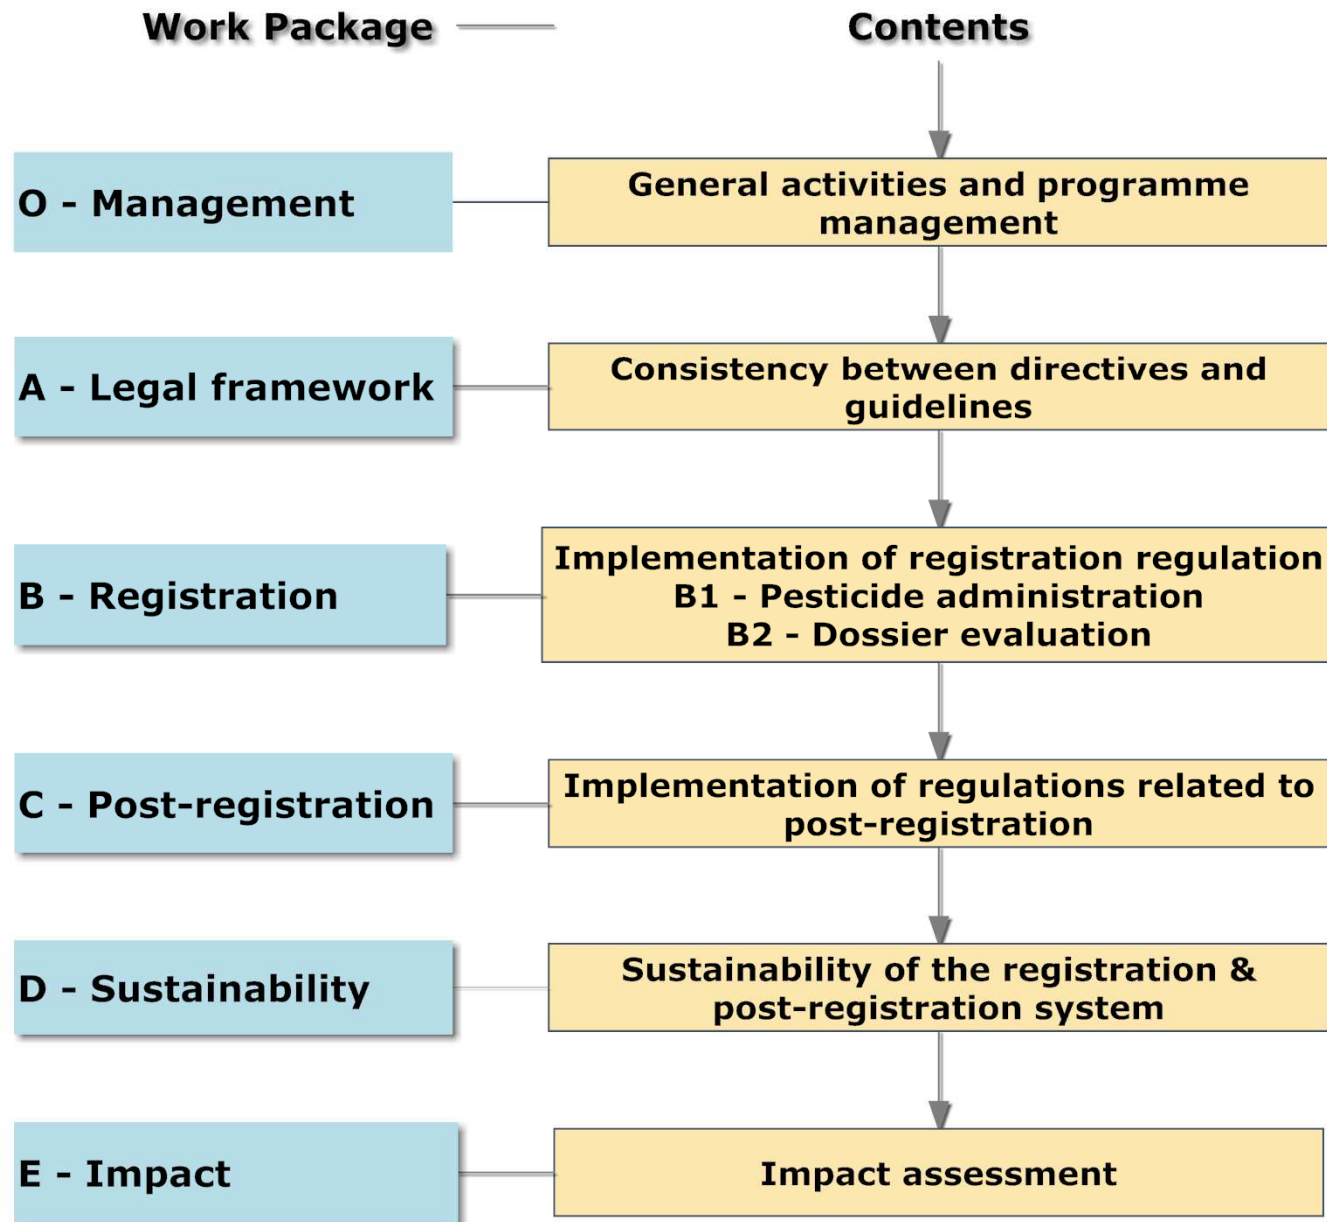 Work Package
Contents
O - Management
General activities and programme
management
A - Legal framework
Consistency between directives and
guidelines
B - Registration
Implementation of registration regulation
B1 - Pesticide administration
B2 - Dossier evaluation
C - Post-registration
Implementation of regulations related to
post-registration
D - Sustainability
Sustainability of the registration &
post-registration system
E - Impact
Impact assessment